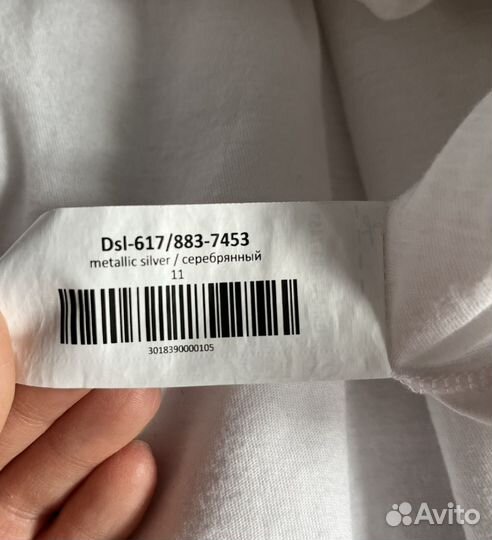 Dsl-617/883-7453
metallic silver / серебрянный
11
3018390000105
Avito